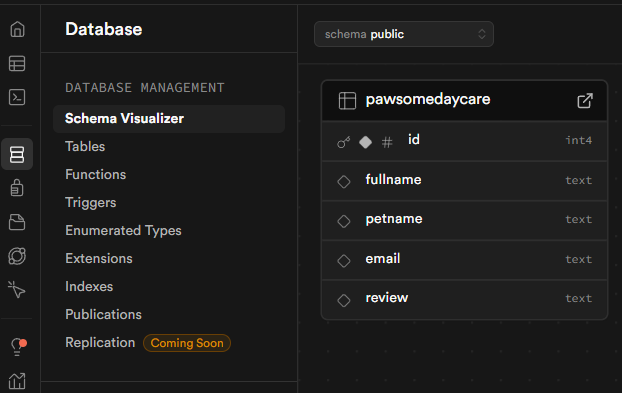 Database
DATABASE MANAGEMENT
Schema Visualizer
Tables
Functions
Triggers
Enumerated Types
Extensions
Indexes
Publications
Replication Coming Soon
schema public
pawsomedaycare
# id int4
fullname text
petname text
email text
review text